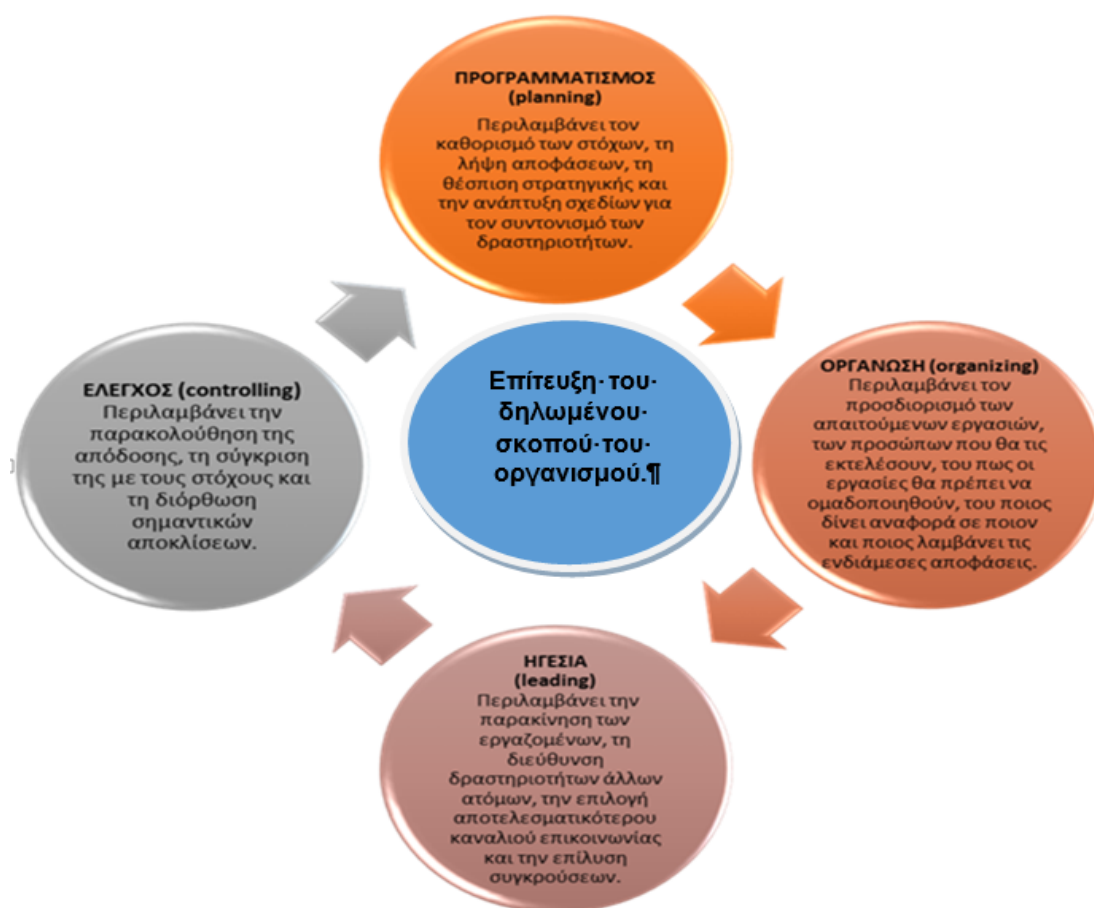 ΠΡΟΓΡΑΜΜΑΤΙΣΜΟΣ
(planning)
Περιλαμβάνει τον
καθορισμό των στόχων, τη
λήψη αποφάσεων, τη
θέσπιση στρατηγικής και
την ανάπτυξη σχεδίων για
τον συντονισμό των
δραστηριοτήτων.
ΟΡΓΑΝΩΣΗ (organizing)
Περιλαμβάνει τον
προσδιορισμό των
απαιτούμενων εργασιών,
των προσώπων που θα τις
εκτελέσουν, του πως οι
εργασίες θα πρέπει να
ομαδοποιηθούν, του ποιος
δίνει αναφορά σε ποιον
και ποιος λαμβάνει τις
ενδιάμεσες αποφάσεις.
ΗΓΕΣΙΑ
(leading)
Περιλαμβάνει την
παρακίνηση των
εργαζομένων, τη
διεύθυνση
δραστηριοτήτων άλλων
ατόμων, την επιλογή
αποτελεσματικότερου
καναλιού επικοινωνίας
και την επίλυση
συγκρούσεων.
ΕΛΕΓΧΟΣ (controlling)
Περιλαμβάνει την
παρακολούθηση της
απόδοσης, τη σύγκριση
της με τους στόχους και
τη διόρθωση
σημαντικών
αποκλίσεων.
Επίτευξη·του·
δηλωμένου·
σκοπού·του·
οργανισμού.¶